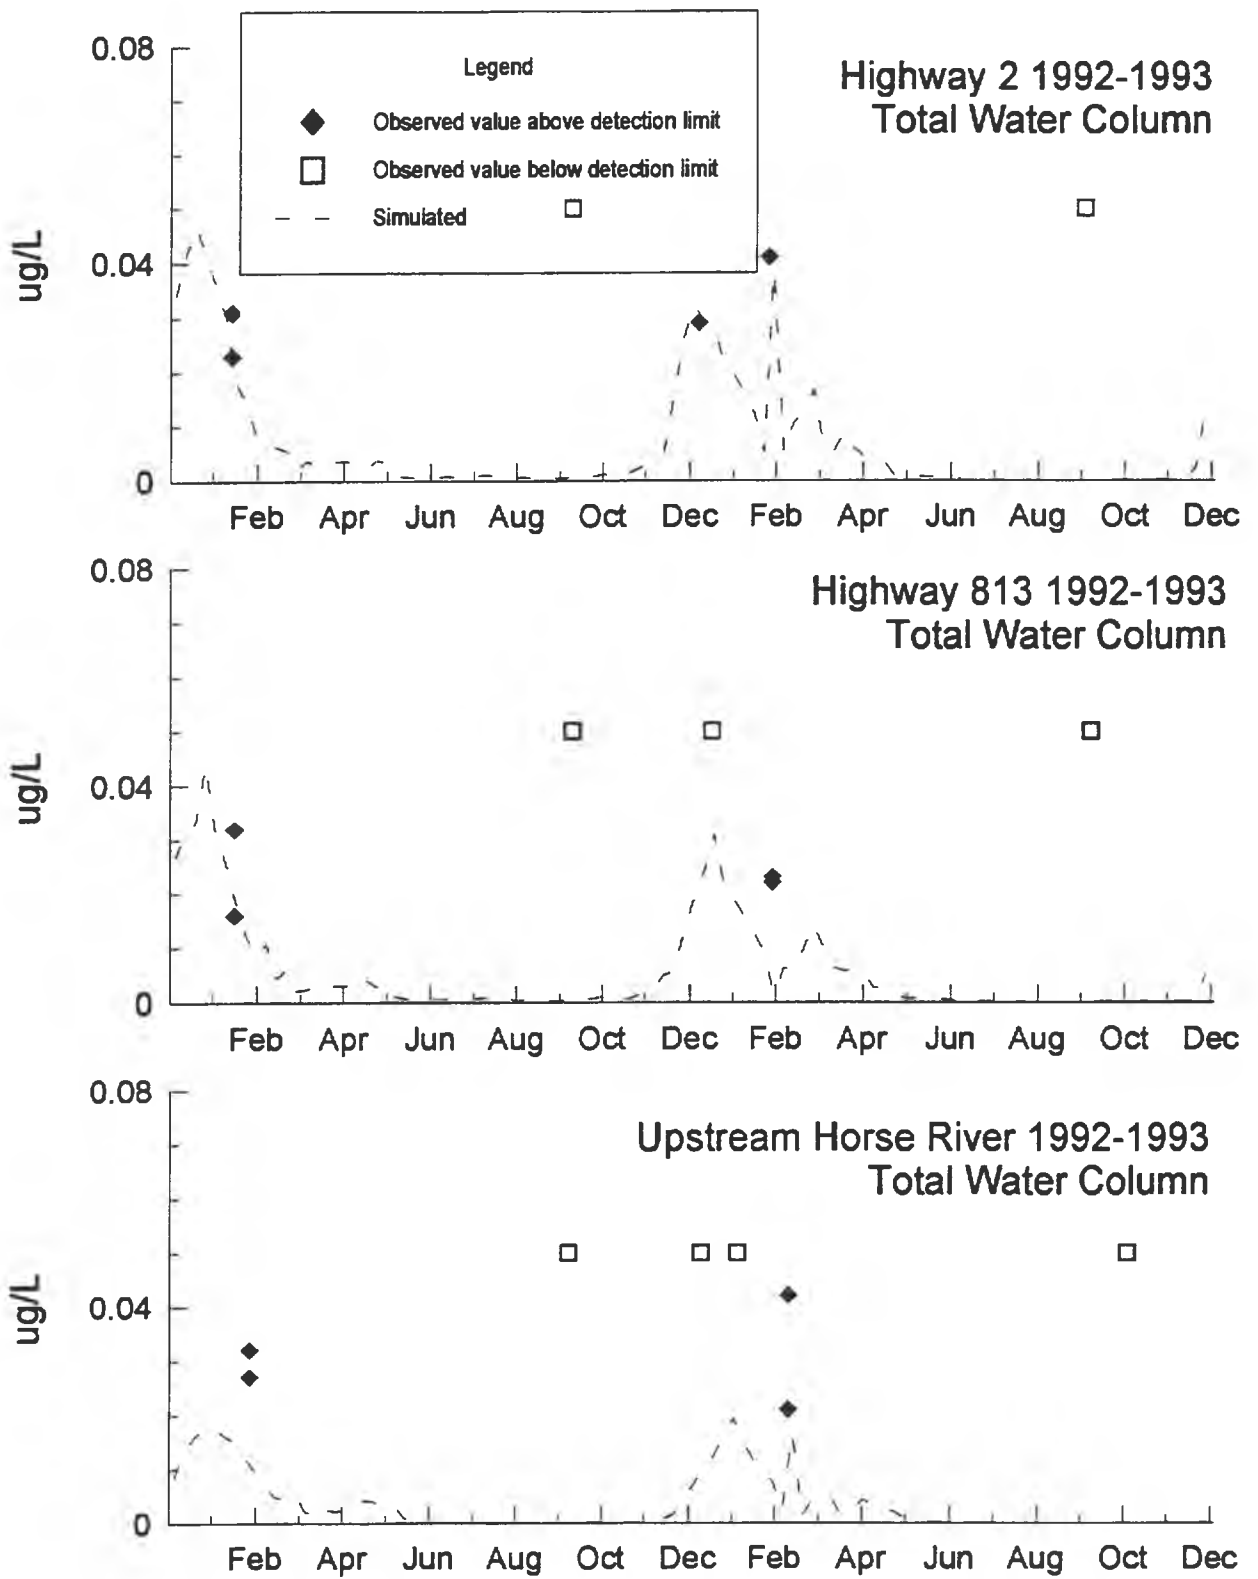 0.08
Legend
Observed value above detection limit
Observed value below detection limit
Simulated
Highway 2 1992-1993
Total Water Column
ug/L
0.04
0
Feb Apr Jun Aug Oct Dec Feb Apr Jun Aug Oct Dec
0.08
Highway 813 1992-1993
Total Water Column
ug/L
0.04
0
Feb Apr Jun Aug Oct Dec Feb Apr Jun Aug Oct Dec
0.08
Upstream Horse River 1992-1993
Total Water Column
ug/L
0.04
0
Feb Apr Jun Aug Oct Dec Feb Apr Jun Aug Oct Dec